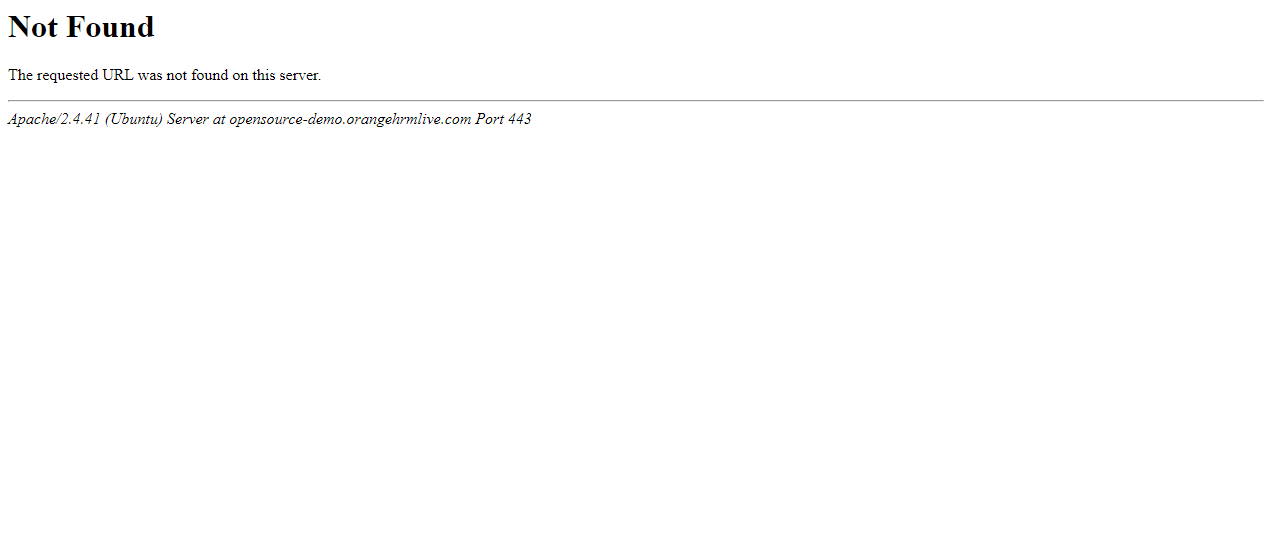 Not Found
The requested URL was not found on this server.
Apache/2.4.41 (Ubuntu) Server at opensource-demo.orangehrmlive.com Port 443